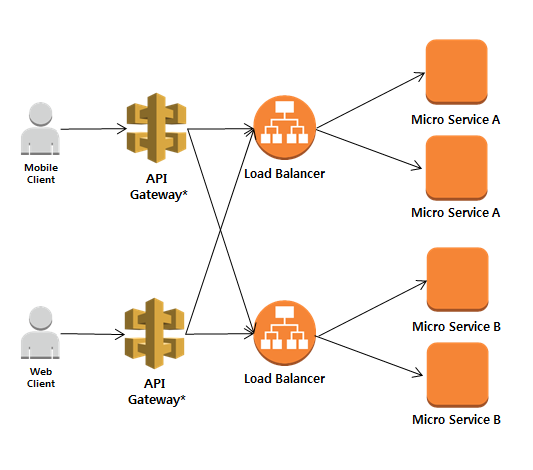 Mobile
Client
API
Gateway*
Load Balancer
Micro Service A
Micro Service A
Web
Client
API
Gateway*
Load Balancer
Micro Service B
Micro Service B